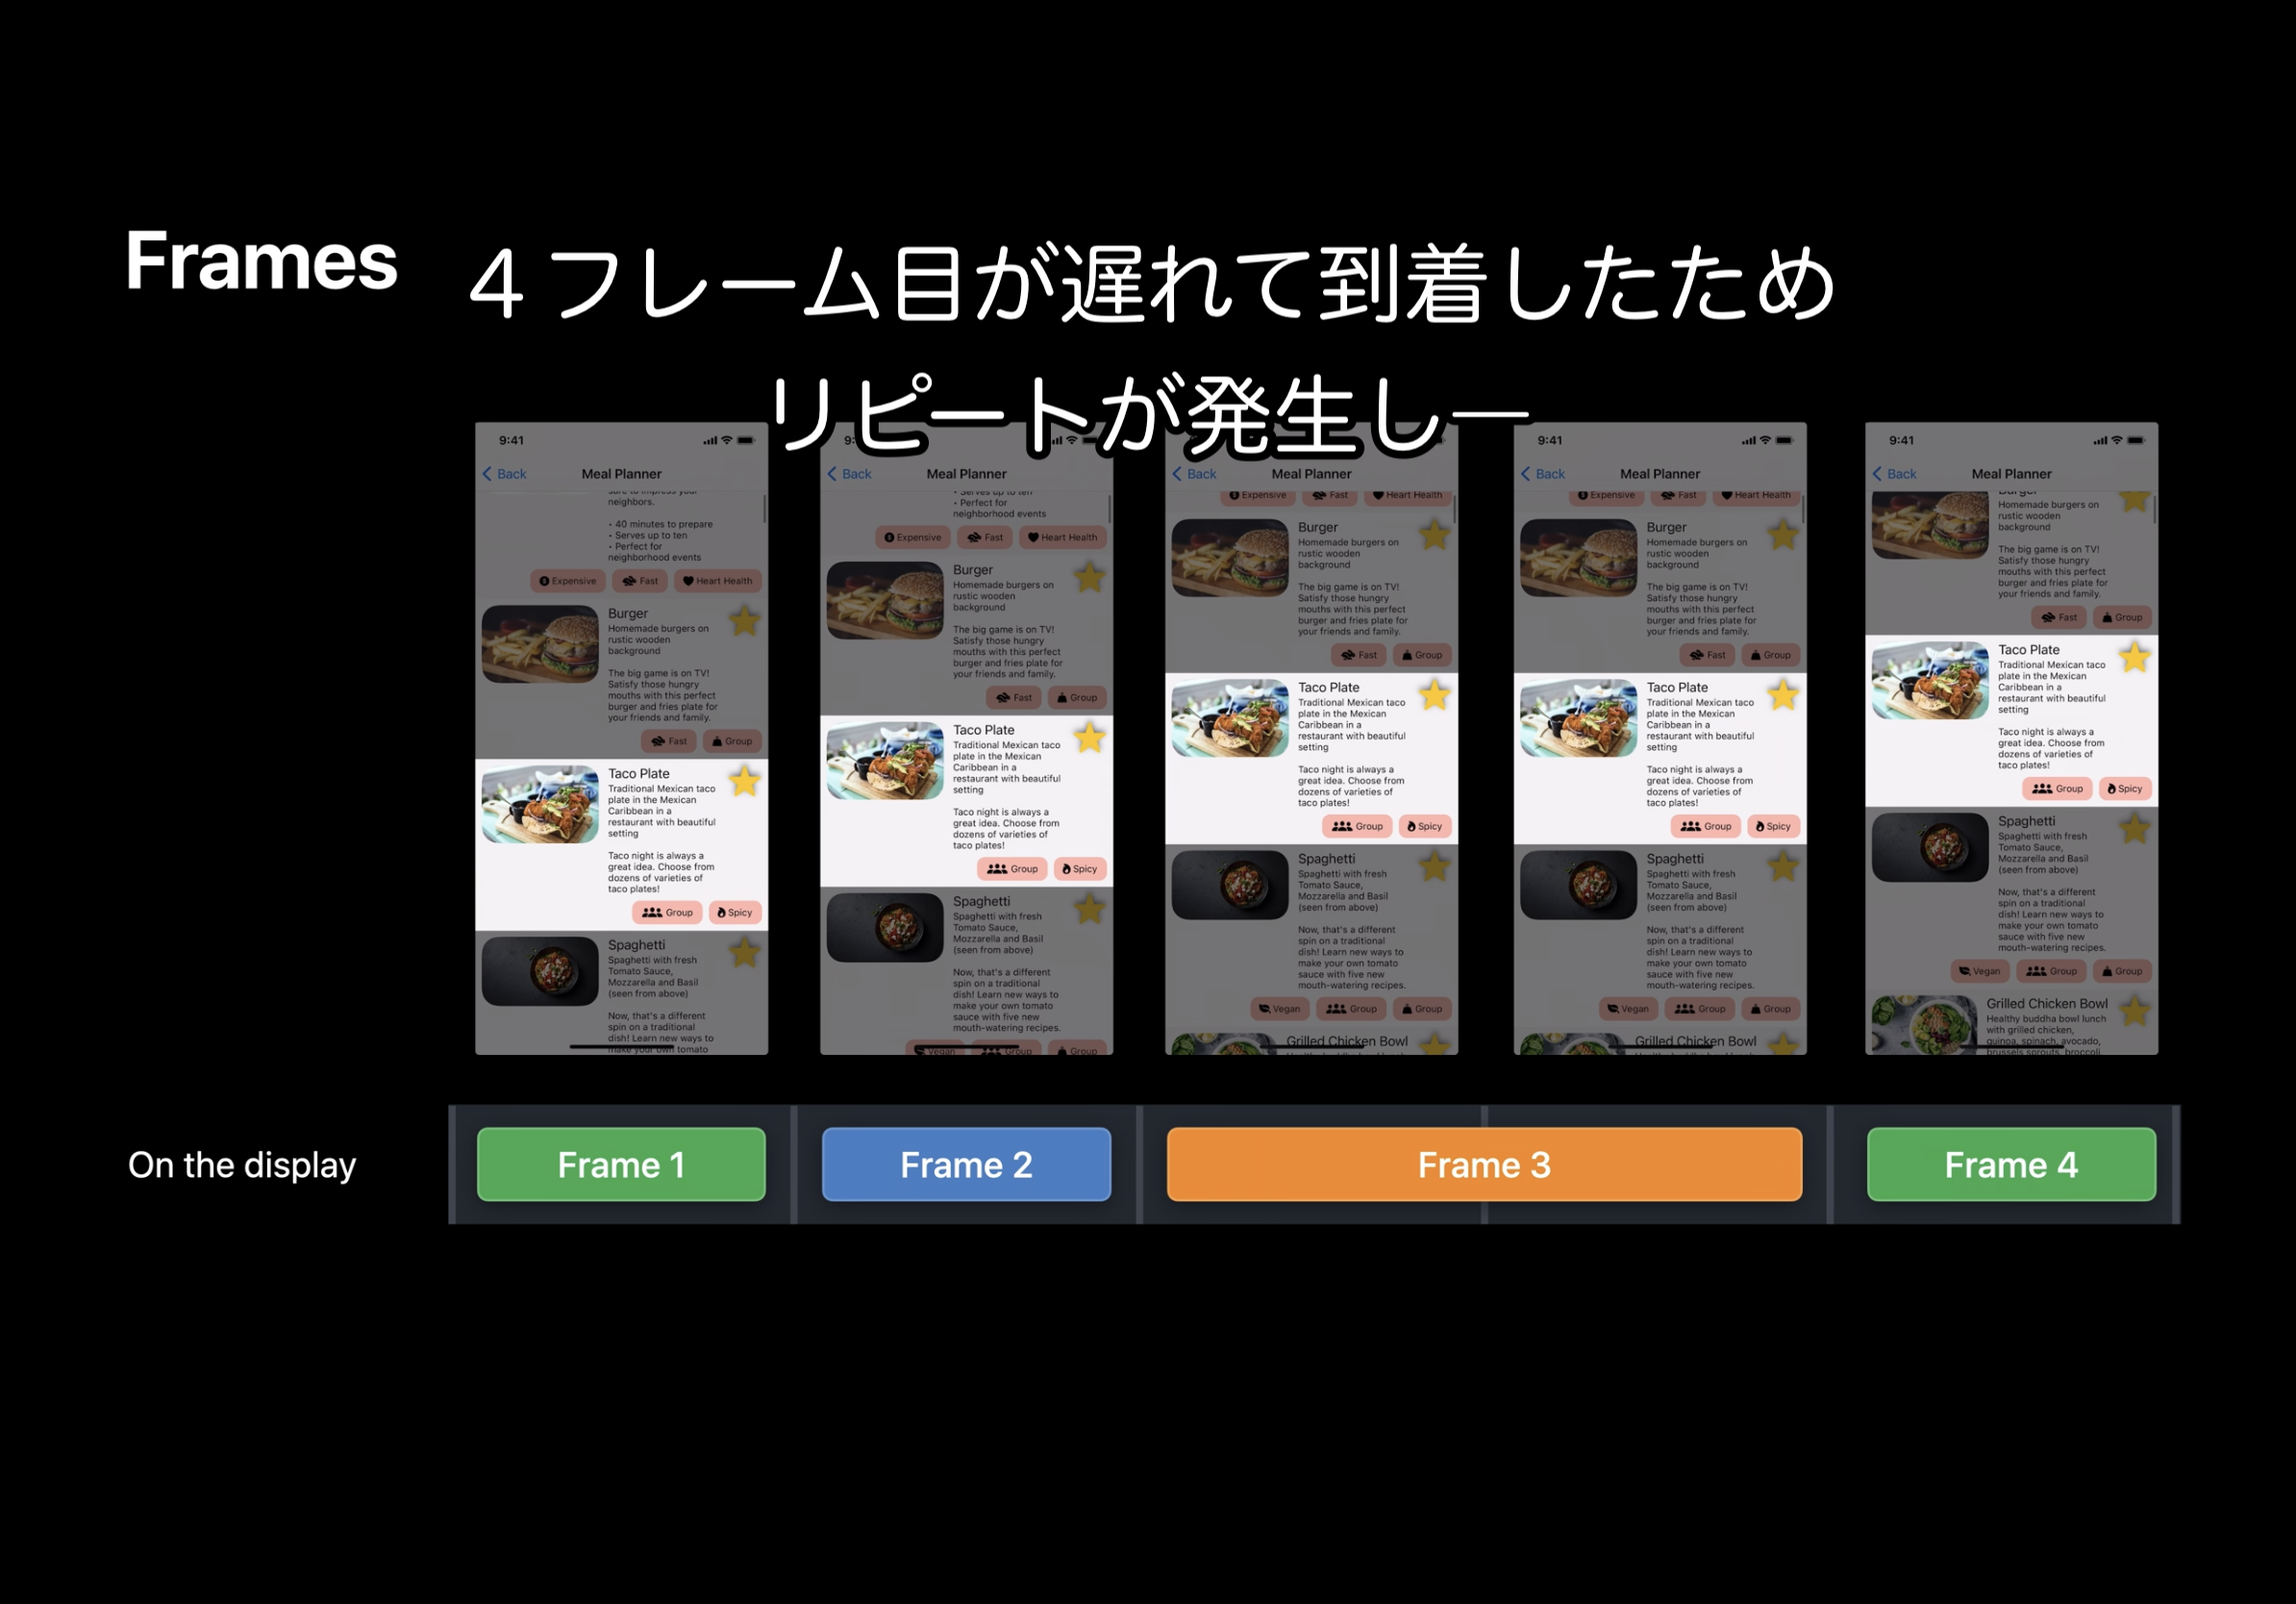 Frames
４フレーム目が遅れて到着したため
リピートが発生し―
9:41
Back
Meal Planner
neighbors.
• 40 minutes to prepare
• Serves up to ten
• Perfect for
neighborhood events
Expensive Fast Heart Health
Burger
Homemade burgers on
rustic wooden
background
The big game is on TV!
Satisfy those hungry
mouths with this perfect
burger and fries plate for
your friends and family.
Fast Group
Taco Plate
Traditional Mexican taco
plate in the Mexican
Caribbean in a
restaurant with beautiful
setting
Taco night is always a
great idea. Choose from
dozens of varieties of
taco plates!
Group Spicy
Spaghetti
Spaghetti with fresh
Tomato Sauce,
Mozzarella and Basil
(seen from above)
Now, that's a different
spin on a traditional
dish! Learn new ways to
make your own tomato
Back
Meal Planner
• Serves up to ten
• Perfect for
neighborhood events
Expensive Fast Heart Health
Burger
Homemade burgers on
rustic wooden
background
The big game is on TV!
Satisfy those hungry
mouths with this perfect
burger and fries plate for
your friends and family.
Fast Group
Taco Plate
Traditional Mexican taco
plate in the Mexican
Caribbean in a
restaurant with beautiful
setting
Taco night is always a
great idea. Choose from
dozens of varieties of
taco plates!
Group Spicy
Spaghetti
Spaghetti with fresh
Tomato Sauce,
Mozzarella and Basil
(seen from above)
Now, that's a different
spin on a traditional
dish! Learn new ways to
make your own tomato
sauce with five new
mouth-watering recipes.
Vegan Group Group
Back
Meal Planner
Expensive Fast Heart Health
Burger
Homemade burgers on
rustic wooden
background
The big game is on TV!
Satisfy those hungry
mouths with this perfect
burger and fries plate for
your friends and family.
Fast Group
Taco Plate
Traditional Mexican taco
plate in the Mexican
Caribbean in a
restaurant with beautiful
setting
Taco night is always a
great idea. Choose from
dozens of varieties of
taco plates!
Group Spicy
Spaghetti
Spaghetti with fresh
Tomato Sauce,
Mozzarella and Basil
(seen from above)
Now, that's a different
spin on a traditional
dish! Learn new ways to
make your own tomato
sauce with five new
mouth-watering recipes.
Vegan Group Group
Grilled Chicken Bowl
9:41
Back
Meal Planner
Expensive Fast Heart Health
Burger
Homemade burgers on
rustic wooden
background
The big game is on TV!
Satisfy those hungry
mouths with this perfect
burger and fries plate for
your friends and family.
Fast Group
Taco Plate
Traditional Mexican taco
plate in the Mexican
Caribbean in a
restaurant with beautiful
setting
Taco night is always a
great idea. Choose from
dozens of varieties of
taco plates!
Group Spicy
Spaghetti
Spaghetti with fresh
Tomato Sauce,
Mozzarella and Basil
(seen from above)
Now, that's a different
spin on a traditional
dish! Learn new ways to
make your own tomato
sauce with five new
mouth-watering recipes.
Vegan Group Group
Grilled Chicken Bowl
9:41
Back
Meal Planner
Burger
Homemade burgers on
rustic wooden
background
The big game is on TV!
Satisfy those hungry
mouths with this perfect
burger and fries plate for
your friends and family.
Fast Group
Taco Plate
Traditional Mexican taco
plate in the Mexican
Caribbean in a
restaurant with beautiful
setting
Taco night is always a
great idea. Choose from
dozens of varieties of
taco plates!
Group Spicy
Spaghetti
Spaghetti with fresh
Tomato Sauce,
Mozzarella and Basil
(seen from above)
Now, that's a different
spin on a traditional
dish! Learn new ways to
make your own tomato
sauce with five new
mouth-watering recipes.
Vegan Group Group
Grilled Chicken Bowl
Healthy buddha bowl lunch
with grilled chicken,
quinoa, spinach, avocado,
brussels sprouts, broccoli
On the display
Frame 1
Frame 2
Frame 3
Frame 4